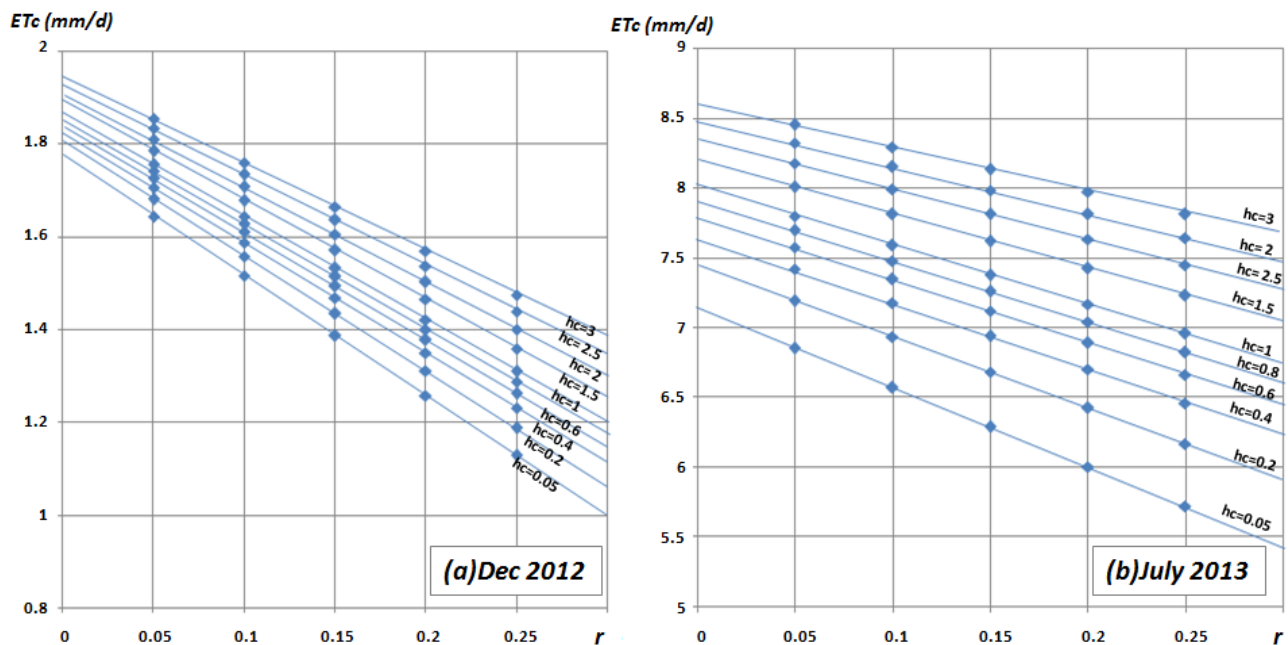 ETc (mm/d)
2
1.8
1.6
1.4
1.2
1
0.8
0
0.05
0.1
0.15
0.2
0.25
r
hc=3
hc= 2.5
hc= 2
hc=1.5
hc=1
hc=0.6
hc=0.4
hc=0.2
hc=0.05
(a)Dec 2012
ETc (mm/d)
9
8.5
8
7.5
7
6.5
6
5.5
5
0
0.05
0.1
0.15
0.2
0.25
r
hc=3
hc= 2
hc= 2.5
hc=1.5
hc=1
hc=0.8
hc=0.6
hc=0.4
hc=0.2
hc=0.05
(b)July 2013